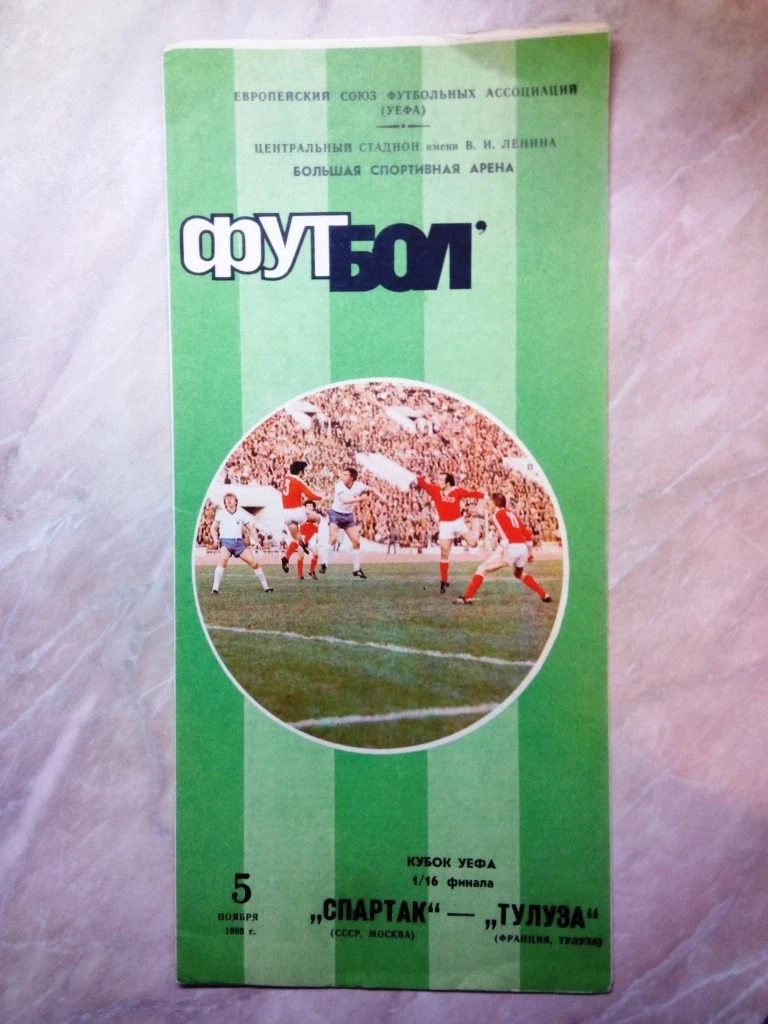 ЕВРОПЕЙСКИЙ СОЮЗ ФУТБОЛЬНЫХ АССОЦИАЦИЙ
(УЕФА)
ЦЕНТРАЛЬНЫЙ СТАДИОН имени В. И. ЛЕНИНА
БОЛЬШАЯ СПОРТИВНАЯ АРЕНА
ФУТБОЛ'
КУБОК УЕФА
1/16 финала
5
НОЯБРЯ
1986 г.
„СПАРТАК“ — „ТУЛУЗА“
(СССР, МОСКВА) (ФРАНЦИЯ, ТУЛУЗА)